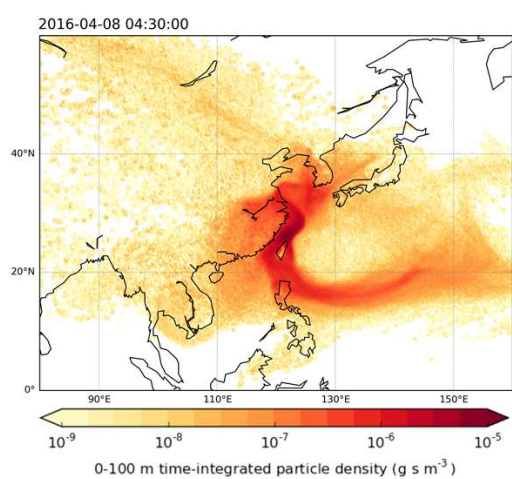 2016-04-08 04:30:00
40°N
20°N
0°
90°E 110°E 130°E 150°E
10⁻⁹ 10⁻⁸ 10⁻⁷ 10⁻⁶ 10⁻⁵
0-100 m time-integrated particle density (g s m⁻³)